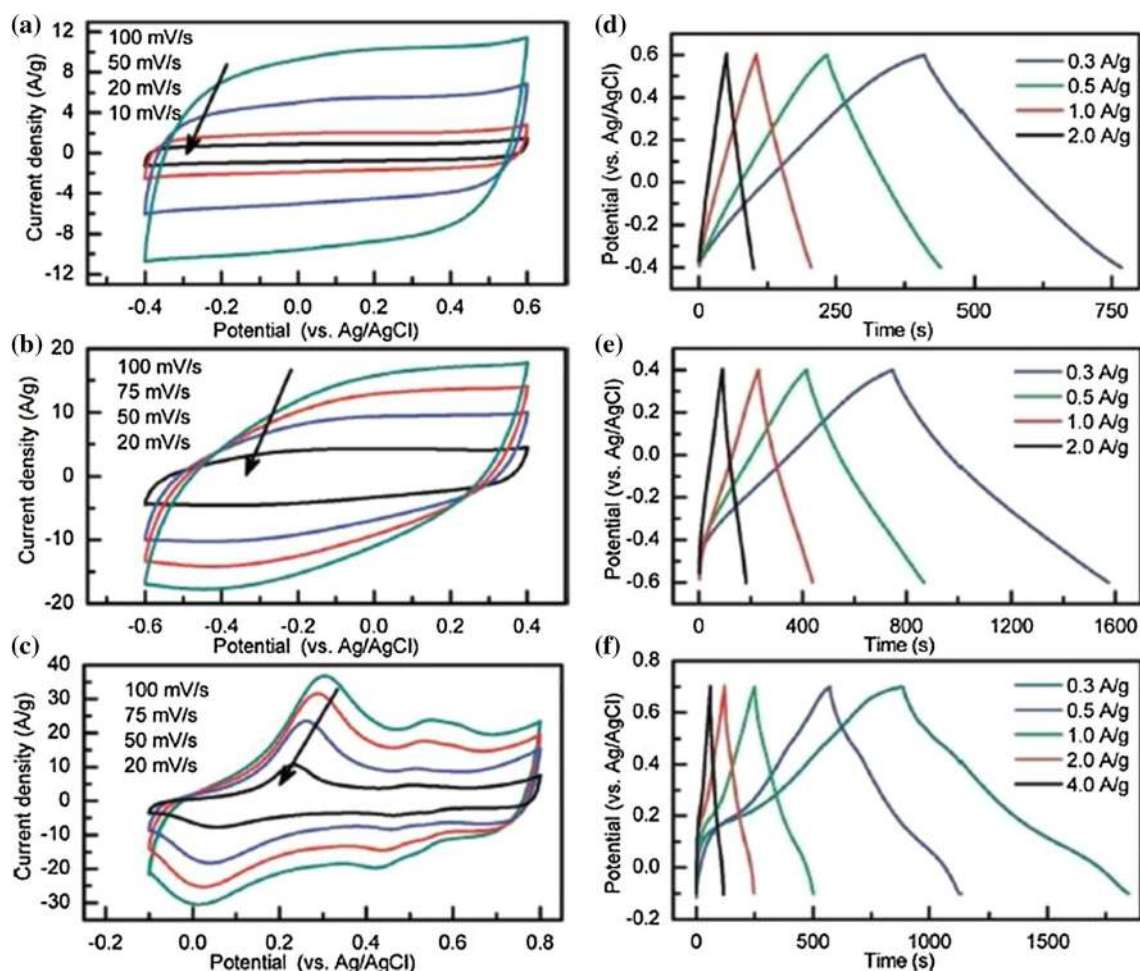 (a)
100 mV/s
50 mV/s
20 mV/s
10 mV/s
Current density (A/g)
12
8
4
0
-4
-8
-12
-0.4
-0.2
0.0
0.2
0.4
0.6
Potential (vs. Ag/AgCl)
(d)
0.3 A/g
0.5 A/g
1.0 A/g
2.0 A/g
Potential (vs. Ag/AgCl)
0.6
0.4
0.2
0.0
-0.2
-0.4
0
250
500
750
Time (s)
(b)
100 mV/s
75 mV/s
50 mV/s
20 mV/s
Current density (A/g)
20
10
0
-10
-20
-0.6
-0.4
-0.2
0.0
0.2
0.4
Potential (vs. Ag/AgCl)
(e)
0.3 A/g
0.5 A/g
1.0 A/g
2.0 A/g
Potential (vs. Ag/AgCl)
0.4
0.2
0.0
-0.2
-0.4
-0.6
0
400
800
1200
1600
Time (s)
(c)
100 mV/s
75 mV/s
50 mV/s
20 mV/s
Current density (A/g)
40
30
20
10
0
-10
-20
-30
-0.2
0.0
0.2
0.4
0.6
0.8
Potential (vs. Ag/AgCl)
(f)
0.3 A/g
0.5 A/g
1.0 A/g
2.0 A/g
4.0 A/g
Potential (vs. Ag/AgCl)
0.8
0.6
0.4
0.2
0.0
-0.2
0
500
1000
1500
Time (s)